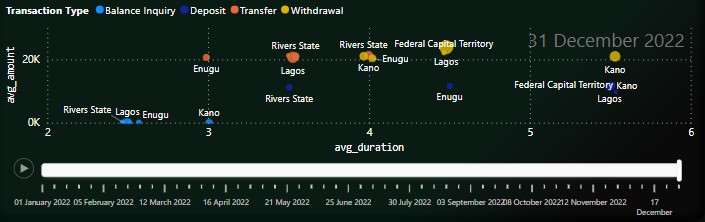 Transaction Type Balance Inquiry Deposit Transfer Withdrawal
31 December 2022
avg_amount
20K
0K
Rivers State Rivers State Federal Capital Territory
Enugu Lagos Kano Enugu Lagos Kano
Rivers State Enugu Federal Capital Territory Kano
Lagos
Rivers State Lagos Enugu Kano
2 3 4 5 6
avg_duration
01 January 2022 05 February 2022 12 March 2022 16 April 2022 21 May 2022 25 June 2022 30 July 2022 03 September 2022 08 October 2022 12 November 2022 17 December